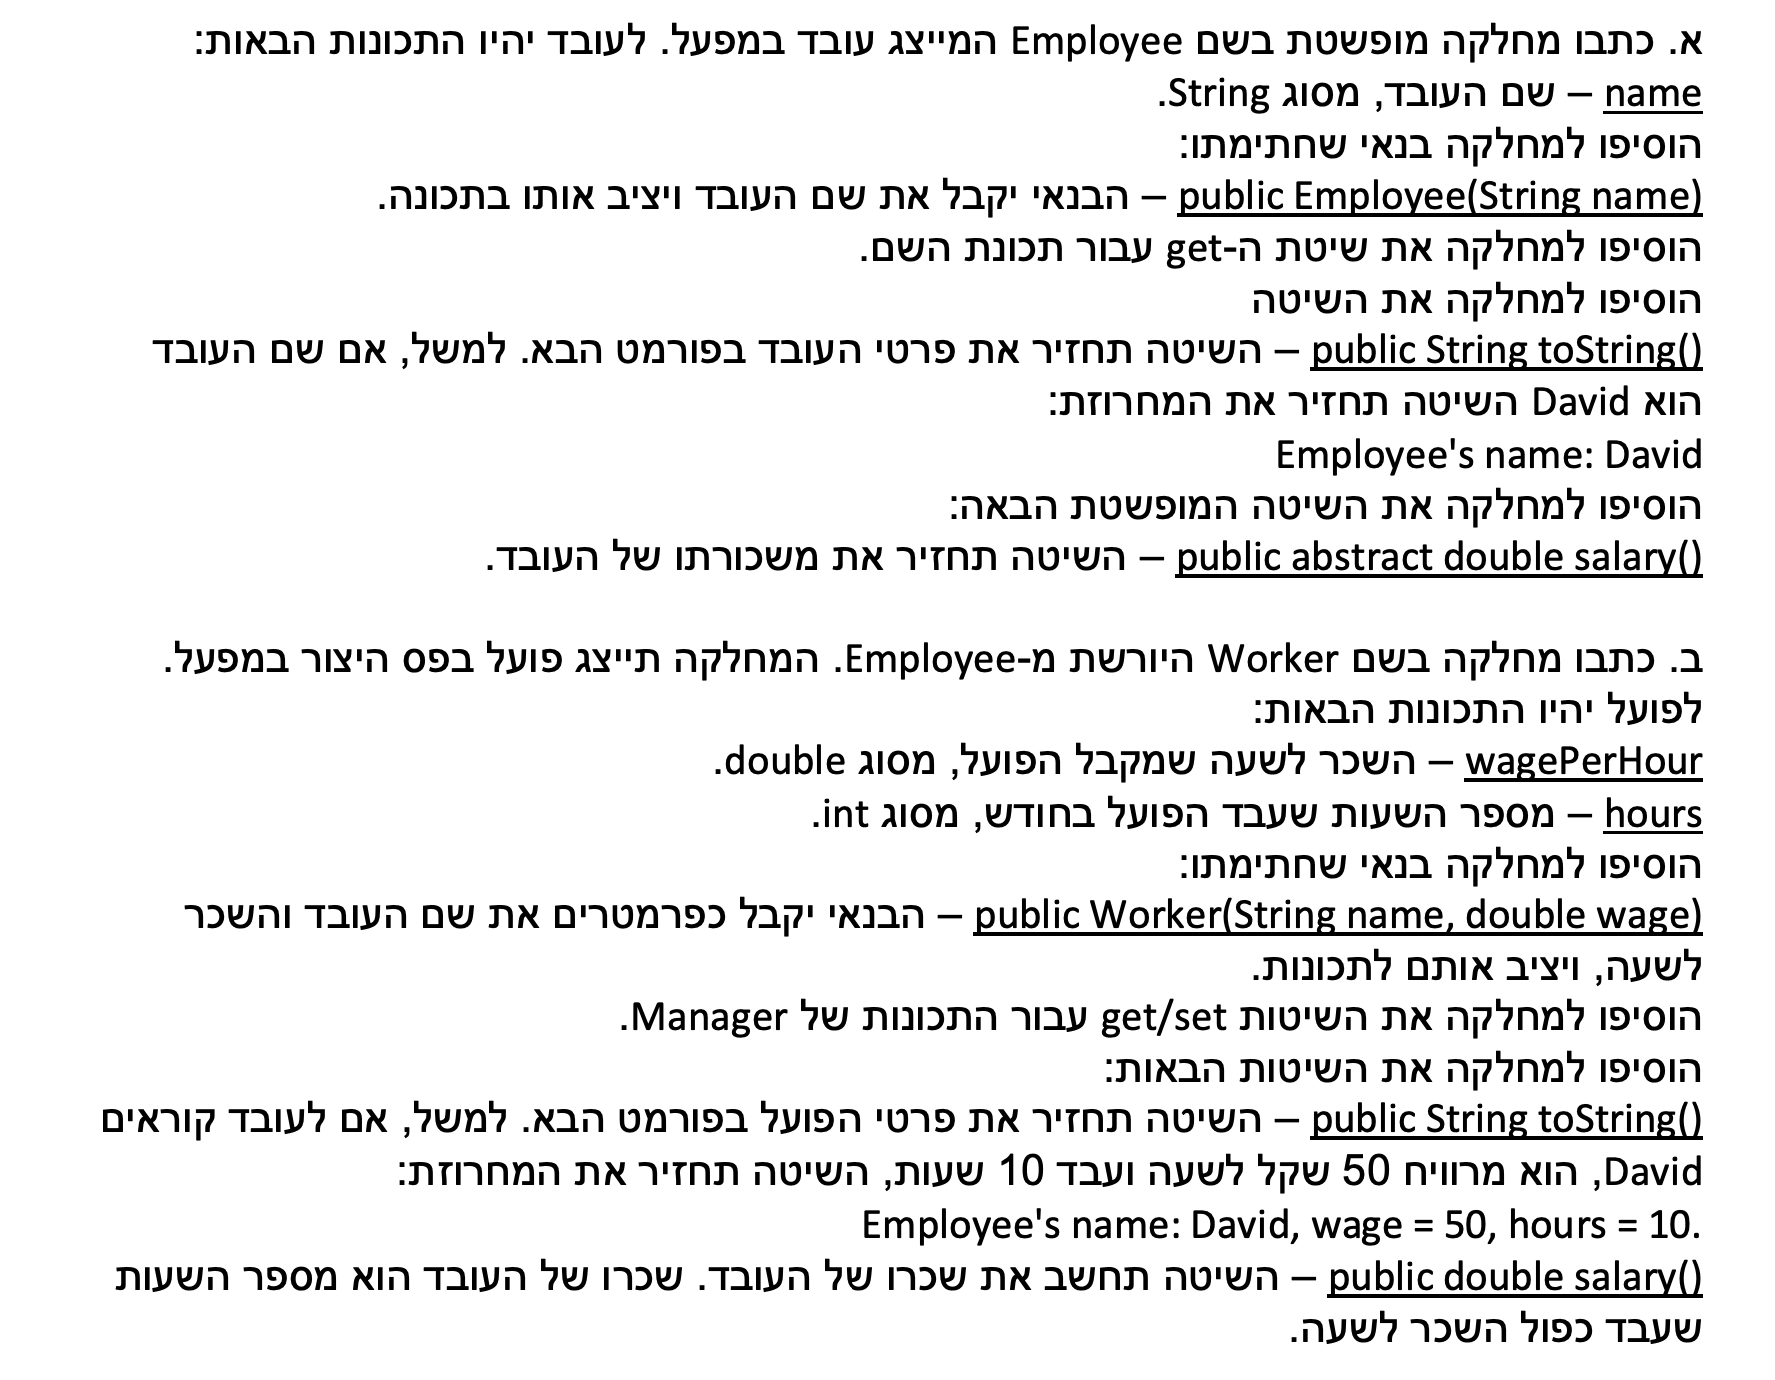 א. כתבו מחלקה מופשטת בשם Employee המייצג עובד במפעל. לעובד יהיו התכונות הבאות:
name – שם העובד, מסוג String.
הוסיפו למחלקה בנאי שחתימתו:
public Employee(String name) – הבנאי יקבל את שם העובד ויציב אותו בתכונה.
הוסיפו למחלקה את שיטת ה-get עבור תכונת השם.
הוסיפו למחלקה את השיטה
public String toString() – השיטה תחזיר את פרטי העובד בפורמט הבא. למשל, אם שם העובד
הוא David השיטה תחזיר את המחרוזת:
Employee's name: David
הוסיפו למחלקה את השיטה המופשטת הבאה:
public abstract double salary() – השיטה תחזיר את משכורתו של העובד.
ב. כתבו מחלקה בשם Worker היורשת מ-Employee. המחלקה תייצג פועל בפס היצור במפעל.
לפועל יהיו התכונות הבאות:
wagePerHour – השכר לשעה שמקבל הפועל, מסוג double.
hours – מספר השעות שעבד הפועל בחודש, מסוג int.
הוסיפו למחלקה בנאי שחתימתו:
public Worker(String name, double wage) – הבנאי יקבל כפרמטרים את שם העובד והשכר
לשעה, ויציב אותם לתכונות.
הוסיפו למחלקה את השיטות get/set עבור התכונות של Manager.
הוסיפו למחלקה את השיטות הבאות:
public String toString() – השיטה תחזיר את פרטי הפועל בפורמט הבא. למשל, אם לעובד קוראים
David, הוא מרוויח 50 שקל לשעה ועבד 10 שעות, השיטה תחזיר את המחרוזת:
Employee's name: David, wage = 50, hours = 10.
public double salary() – השיטה תחשב את שכרו של העובד. שכרו של העובד הוא מספר השעות
שעבד כפול השכר לשעה.